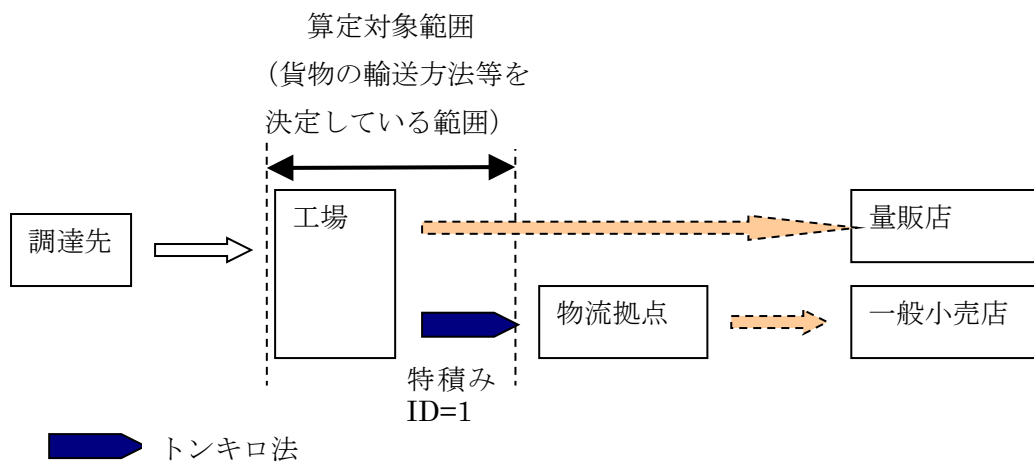 算定対象範囲
（貨物の輸送方法等を
決定している範囲）
調達先
工場
量販店
物流拠点
一般小売店
特積み
ID=1
トンキロ法